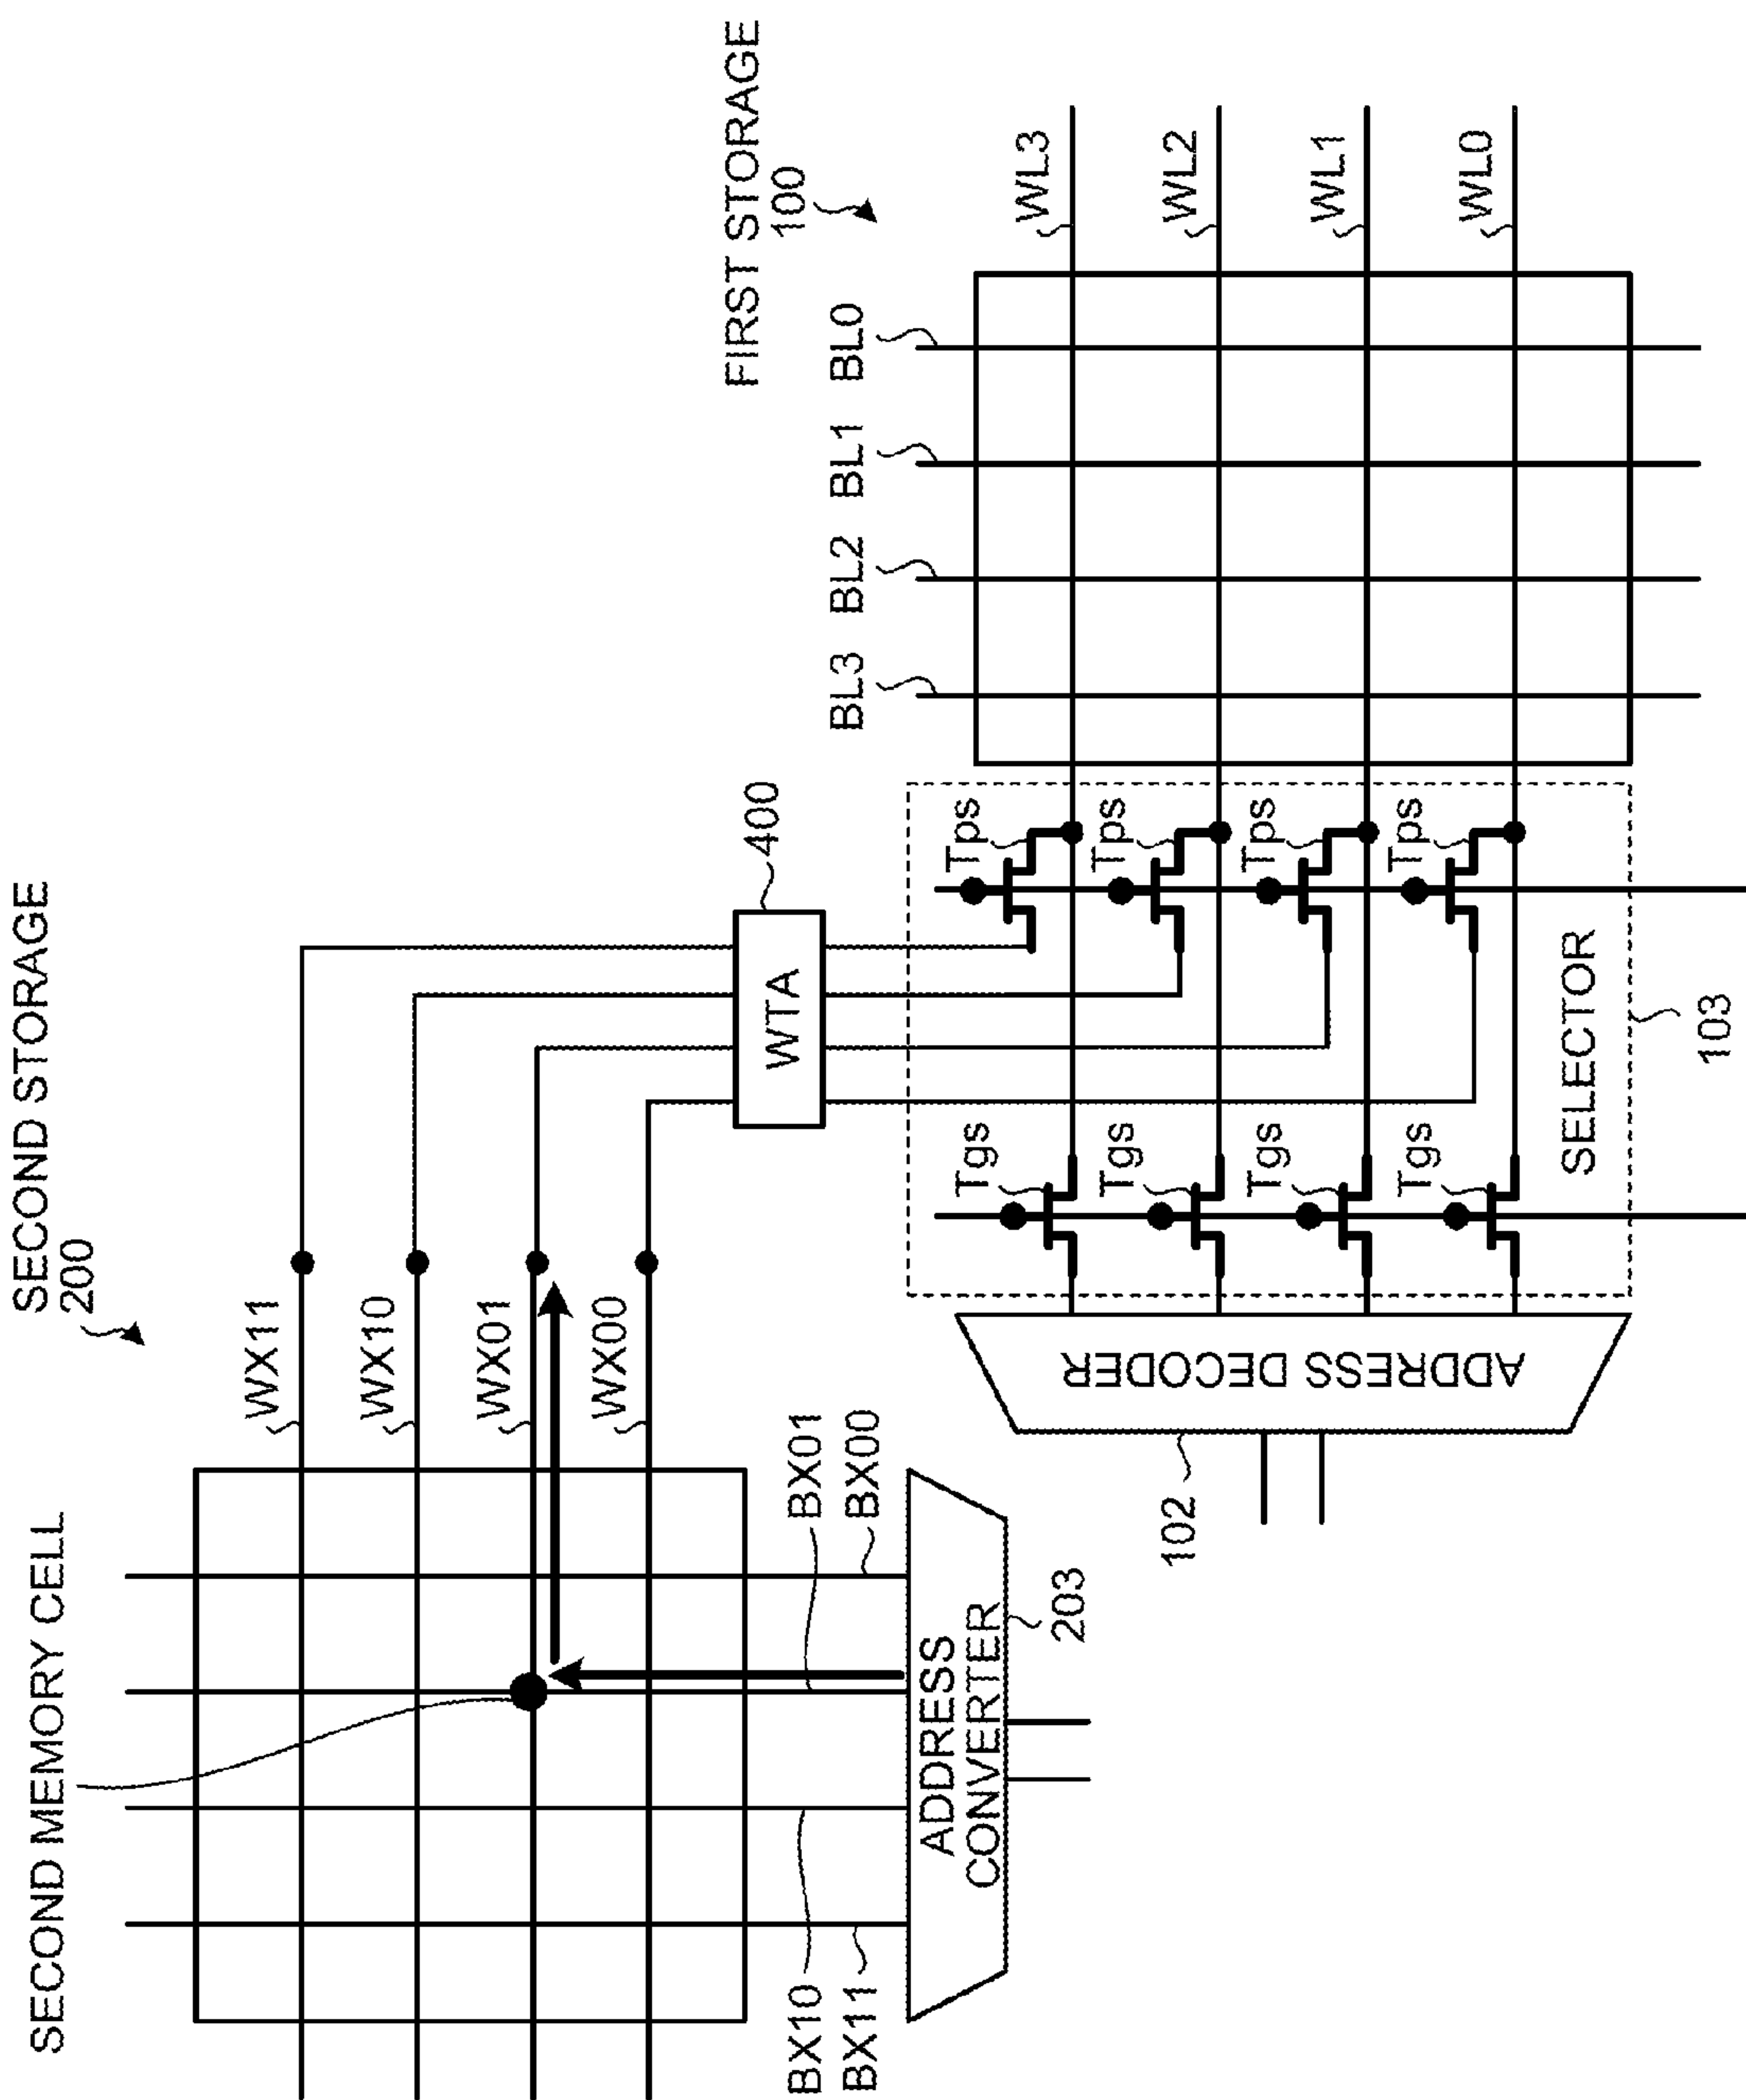 SECOND STORAGE
200
SECOND MEMORY CELL
WX11
WX10
WX01
WX00
BX01
BX00
BX10
BX11
ADDRESS
CONVERTER
203
WTA
400
FIRST STORAGE
100
BL3
BL2
BL1
BL0
WL3
WL2
WL1
WL0
Tgs
Tps
Tgs
Tps
Tgs
Tps
Tgs
Tps
SELECTOR
103
ADDRESS DECODER
102